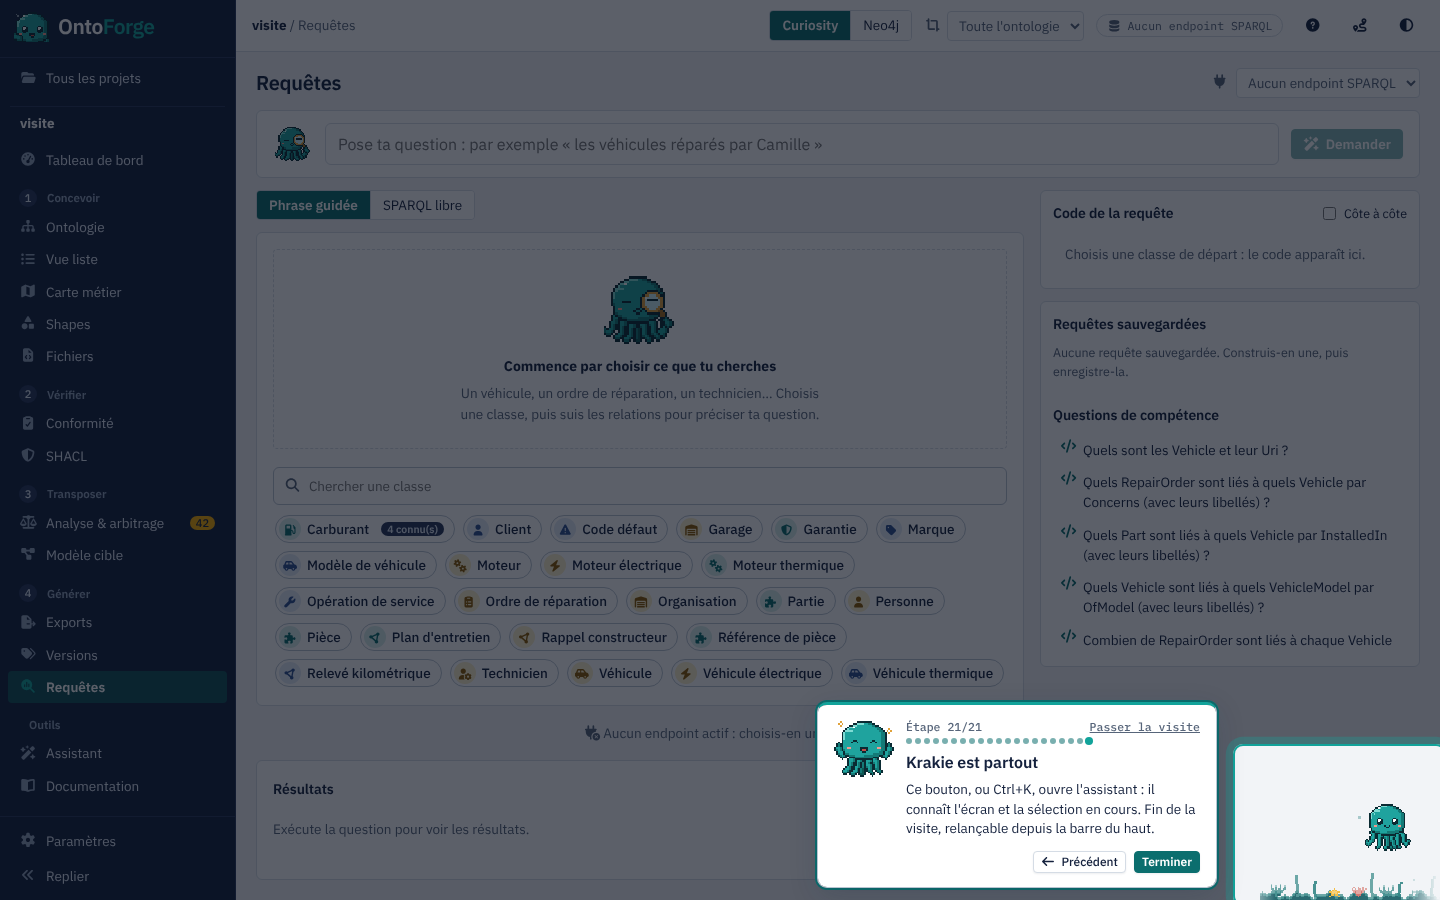 OntoForge
Tous les projets
visite
Tableau de bord
1 Concevoir
Ontologie
Vue liste
Carte métier
Shapes
Fichiers
2 Vérifier
Conformité
SHACL
3 Transposer
Analyse & arbitrage 42
Modèle cible
4 Générer
Exports
Versions
Requêtes
Outils
Assistant
Documentation
Paramètres
Replier
visite / Requêtes
Curiosity Neo4j
Toute l'ontologie
Aucun endpoint SPARQL
Requêtes
Aucun endpoint SPARQL
Pose ta question : par exemple « les véhicules réparés par Camille »
Demander
Phrase guidée SPARQL libre
Commence par choisir ce que tu cherches
Un véhicule, un ordre de réparation, un technicien... Choisis
une classe, puis suis les relations pour préciser ta question.
Chercher une classe
Carburant 4 connu(s) Client Code défaut Garage Garantie Marque
Modèle de véhicule Moteur Moteur électrique Moteur thermique
Opération de service Ordre de réparation Organisation Partie Personne
Pièce Plan d'entretien Rappel constructeur Référence de pièce
Relevé kilométrique Technicien Véhicule Véhicule électrique Véhicule thermique
Aucun endpoint actif : choisis-en
Résultats
Exécute la question pour voir les résultats.
Code de la requête
Côte à côte
Choisis une classe de départ : le code apparaît ici.
Requêtes sauvegardées
Aucune requête sauvegardée. Construis-en une, puis
enregistre-la.
Questions de compétence
Quels sont les Vehicle et leur Uri ?
Quels RepairOrder sont liés à quels Vehicle par
Concerns (avec leurs libellés) ?
Quels Part sont liés à quels Vehicle par InstalledIn
(avec leurs libellés) ?
Quels Vehicle sont liés à quels VehicleModel par
OfModel (avec leurs libellés) ?
Combien de RepairOrder sont liés à chaque Vehicle
Étape 21/21
Passer la visite
Krakie est partout
Ce bouton, ou Ctrl+K, ouvre l'assistant : il
connaît l'écran et la sélection en cours. Fin de la
visite, relançable depuis la barre du haut.
Précédent
Terminer